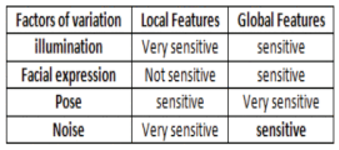 Factors of variation Local Features Global Features
illumination Very sensitive sensitive
Facial expression Not sensitive sensitive
Pose sensitive Very sensitive
Noise Very sensitive sensitive